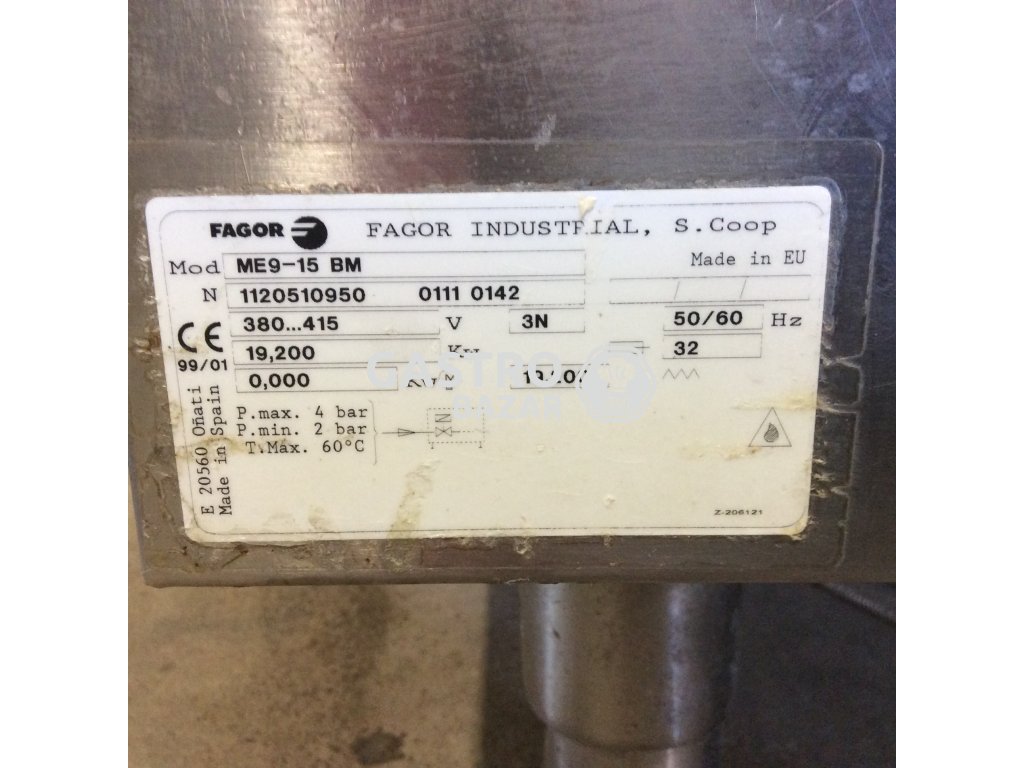 FAGOR FAGOR INDUSTRIAL, S.Coop
Mod ME9-15 BM Made in EU
N 1120510950 0111 0142
380...415 V 3N 50/60 Hz
CE 19,200 Kw 32
99/01 0,000 Kw Σ
GASTRO
BAZAR
P.max. 4 bar
P.min. 2 bar
T.Max. 60°C
E 20560 Oñati
Made in Spain
Z-206121